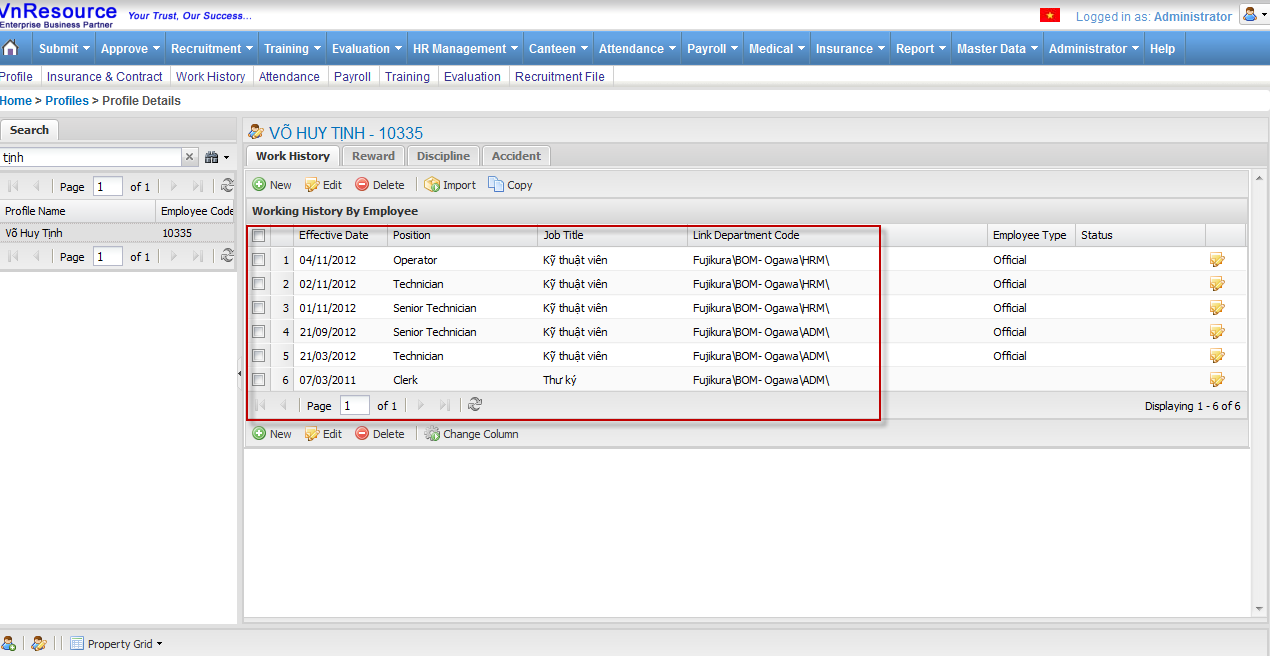 VnResource Your Trust, Our Success... Logged in as: Administrator
Enterprise Business Partner
Submit Approve Recruitment Training Evaluation HR Management Canteen Attendance Payroll Medical Insurance Report Master Data Administrator Help
Profile Insurance & Contract Work History Attendance Payroll Training Evaluation Recruitment File
Home > Profiles > Profile Details
Search
tịnh
Page 1 of 1
Profile Name Employee Code
Võ Huy Tịnh 10335
Page 1 of 1
VÕ HUY TỊNH - 10335
Work History Reward Discipline Accident
New Edit Delete Import Copy
Working History By Employee
Effective Date Position Job Title Link Department Code Employee Type Status
1 04/11/2012 Operator Kỹ thuật viên Fujikura\BOM- Ogawa\HRM\ Official
2 02/11/2012 Technician Kỹ thuật viên Fujikura\BOM- Ogawa\HRM\ Official
3 01/11/2012 Senior Technician Kỹ thuật viên Fujikura\BOM- Ogawa\HRM\ Official
4 21/09/2012 Senior Technician Kỹ thuật viên Fujikura\BOM- Ogawa\ADM\ Official
5 21/03/2012 Technician Kỹ thuật viên Fujikura\BOM- Ogawa\ADM\ Official
6 07/03/2011 Clerk Thư ký Fujikura\BOM- Ogawa\ADM\
Page 1 of 1 Displaying 1 - 6 of 6
New Edit Delete Change Column
Property Grid